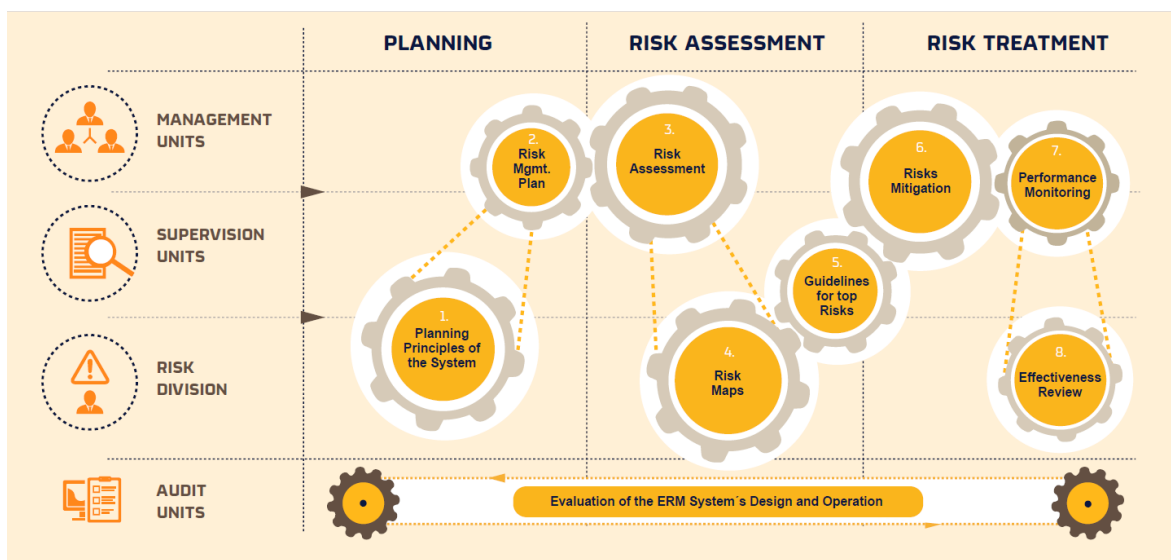 PLANNING
RISK ASSESSMENT
RISK TREATMENT
MANAGEMENT
UNITS
2.
Risk
Mgmt.
Plan
3.
Risk
Assessment
6.
Risks
Mitigation
7.
Performance
Monitoring
SUPERVISION
UNITS
5.
Guidelines
for top
Risks
1.
Planning
Principles of
the System
RISK
DIVISION
4.
Risk
Maps
8.
Effectiveness
Review
AUDIT
UNITS
Evaluation of the ERM System´s Design and Operation